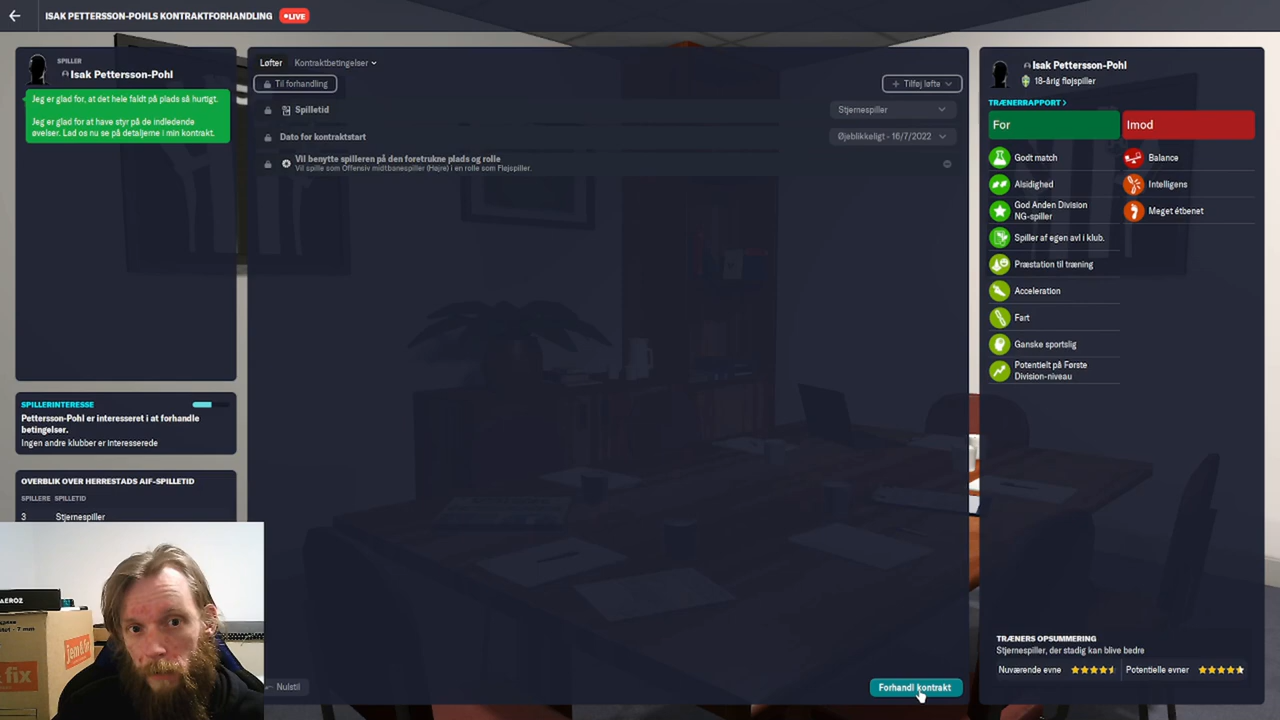 ISAK PETTERSSON-POHLS KONTRAKTFORHANDLING
LIVE
SPILLER
Isak Pettersson-Pohl
Jeg er glad for, at det hele faldt på plads så hurtigt.
Jeg er glad for at have styr på de indledende
øvelser. Lad os nu se på detaljerne i min kontrakt.
SPILLERINTERESSE
Pettersson-Pohl er interesseret i at forhandle
betingelser.
Ingen andre klubber er interesserede
OVERBLIK OVER HERRESTADS AIF-SPILLETID
SPILLERE SPILLETID
3 Stjernespiller
Løfter Kontraktbetingelser
Til forhandling
Tilføj løfte
Spilletid
Stjernespiller
Dato for kontraktstart
Øjeblikkeligt - 16/7/2022
Vil benytte spilleren på den foretrukne plads og rolle
Vil spille som Offensiv midtbanespiller (Højre) i en rolle som Fløjspiller.
Nulstil
Forhandl kontrakt
Isak Pettersson-Pohl
18-årig fløjspiller
TRÆNERRAPPORT >
For
Imod
Godt match
Alsidighed
God Anden Division
NG-spiller
Spiller af egen avl i klub.
Præstation til træning
Acceleration
Fart
Ganske sportslig
Potentielt på Første
Division-niveau
Balance
Intelligens
Meget étbenet
TRÆNERS OPSUMMERING
Stjernespiller, der stadig kan blive bedre
Nuværende evne
Potentielle evner
AEROZ
jem&fix
fix